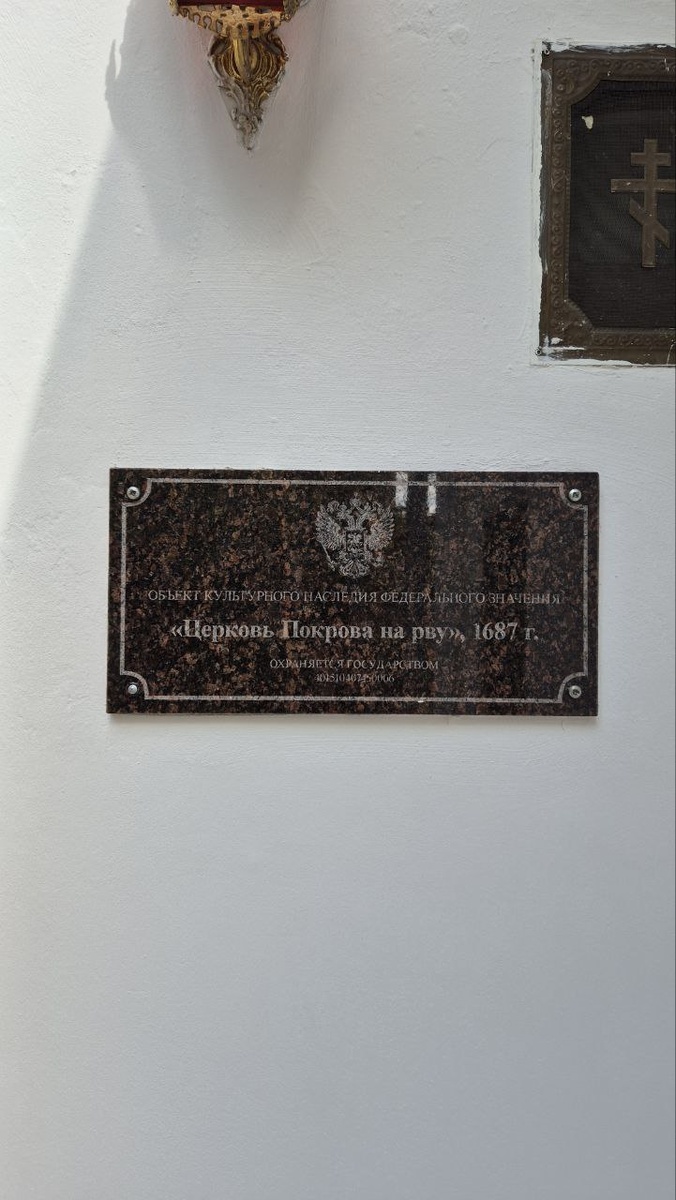 ОБЪЕКТ КУЛЬТУРНОГО НАСЛЕДИЯ ФЕДЕРАЛЬНОГО ЗНАЧЕНИЯ
«Церковь Покрова на рву», 1687 г.
ОХРАНЯЕТСЯ ГОСУДАРСТВОМ